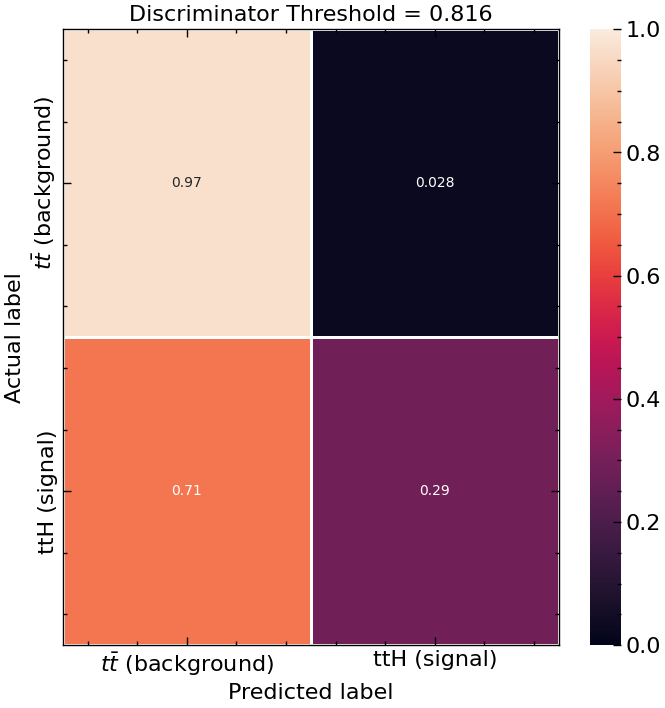 Discriminator Threshold = 0.816
Actual label
tt̄ (background)
ttH (signal)
0.97
0.028
0.71
0.29
tt̄ (background)
ttH (signal)
Predicted label
1.0
0.8
0.6
0.4
0.2
0.0